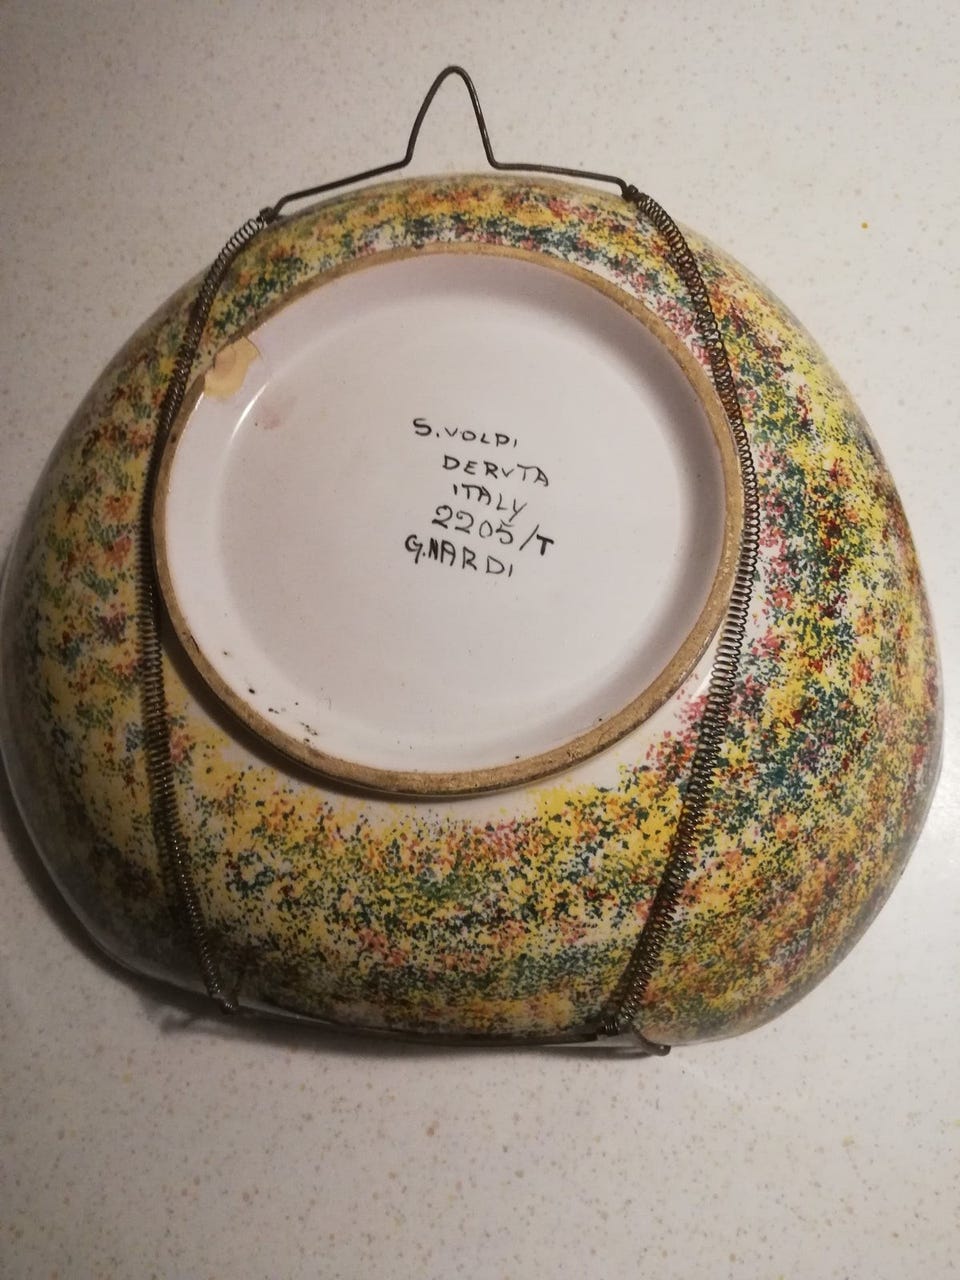 S. VOLPI
DERVTA
ITALY
2205/T
G. NARDI